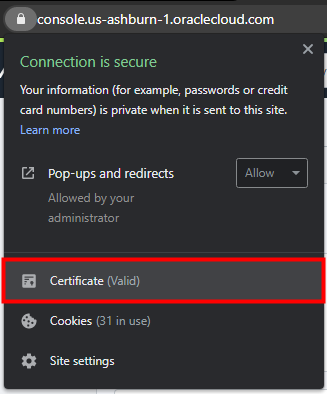 console.us-ashburn-1.oraclecloud.com
Connection is secure
Your information (for example, passwords or credit
card numbers) is private when it is sent to this site.
Learn more
Pop-ups and redirects
Allow
Allowed by your
administrator
Certificate (Valid)
Cookies (31 in use)
Site settings